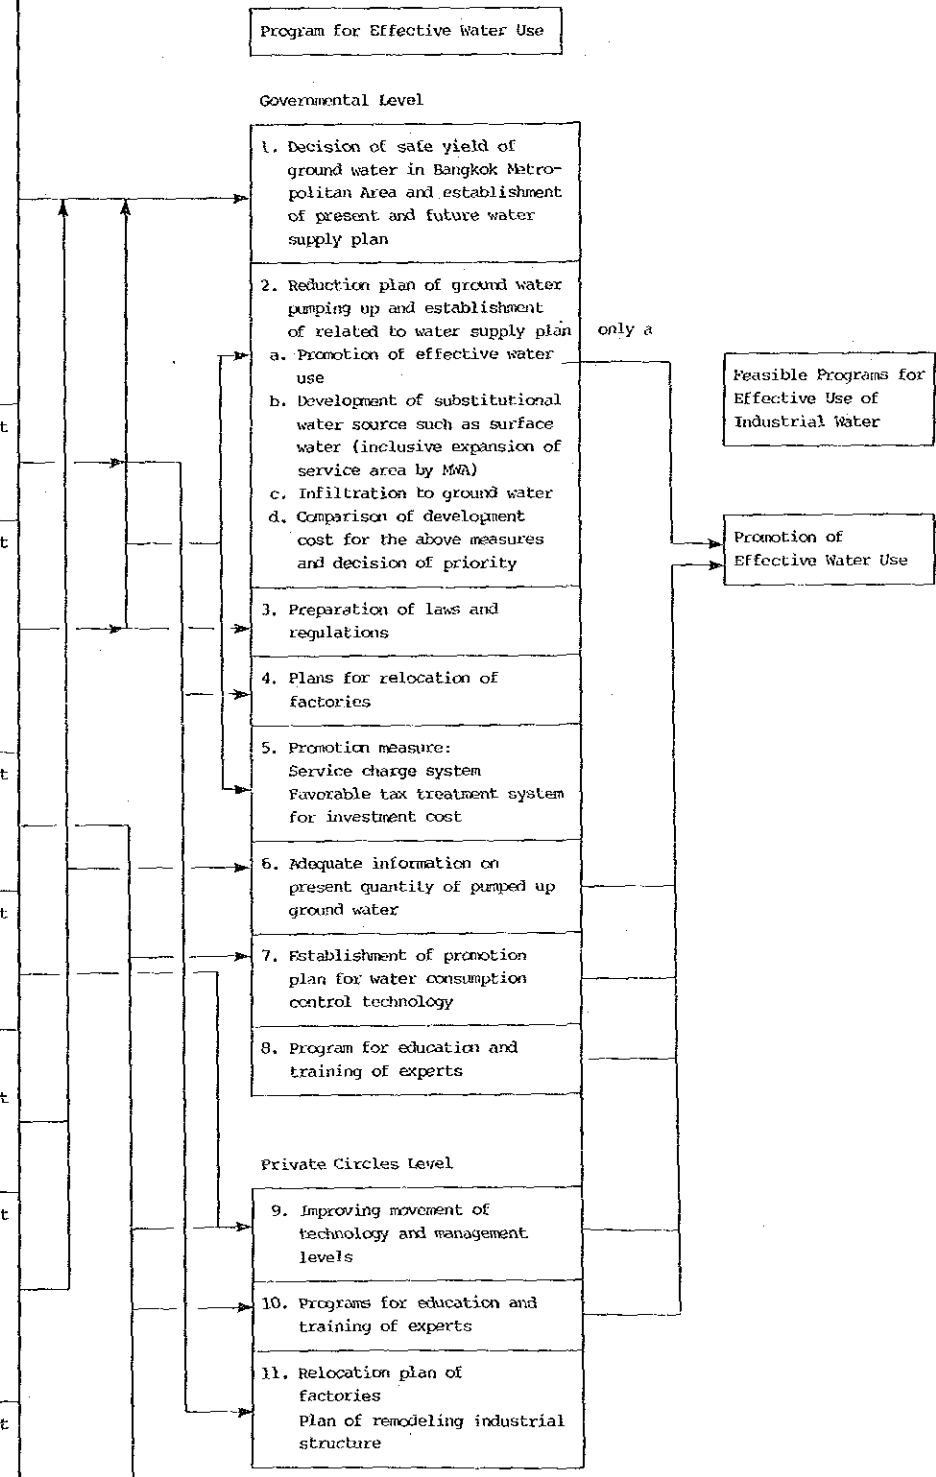 Program for Effective Water Use
Governmental Level
1. Decision of safe yield of
ground water in Bangkok Metro-
politan Area and establishment
of present and future water
supply plan
2. Reduction plan of ground water
pumping up and establishment
of related to water supply plan
only a
a. Promotion of effective water
use
b. Development of substitutional
water source such as surface
water (inclusive expansion of
service area by MWA)
c. Infiltration to ground water
d. Comparison of development
cost for the above measures
and decision of priority
3. Preparation of laws and
regulations
4. Plans for relocation of
factories
5. Promotion measure:
Service charge system
Favorable tax treatment system
for investment cost
6. Adequate information on
present quantity of pumped up
ground water
7. Establishment of promotion
plan for water consumption
control technology
8. Program for education and
training of experts
Private Circles Level
9. Improving movement of
technology and management
levels
10. Programs for education and
training of experts
11. Relocation plan of
factories
Plan of remodeling industrial
structure
Feasible Programs for
Effective Use of
Industrial Water
Promotion of
Effective Water Use
t
t
t
t
t
t
t